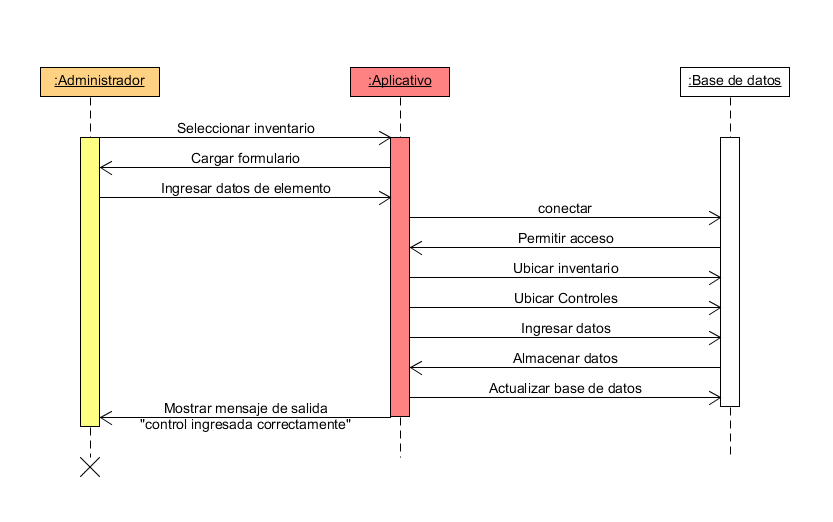 :Administrador
:Aplicativo
:Base de datos
Seleccionar inventario
Cargar formulario
Ingresar datos de elemento
conectar
Permitir acceso
Ubicar inventario
Ubicar Controles
Ingresar datos
Almacenar datos
Actualizar base de datos
Mostrar mensaje de salida
"control ingresada correctamente"